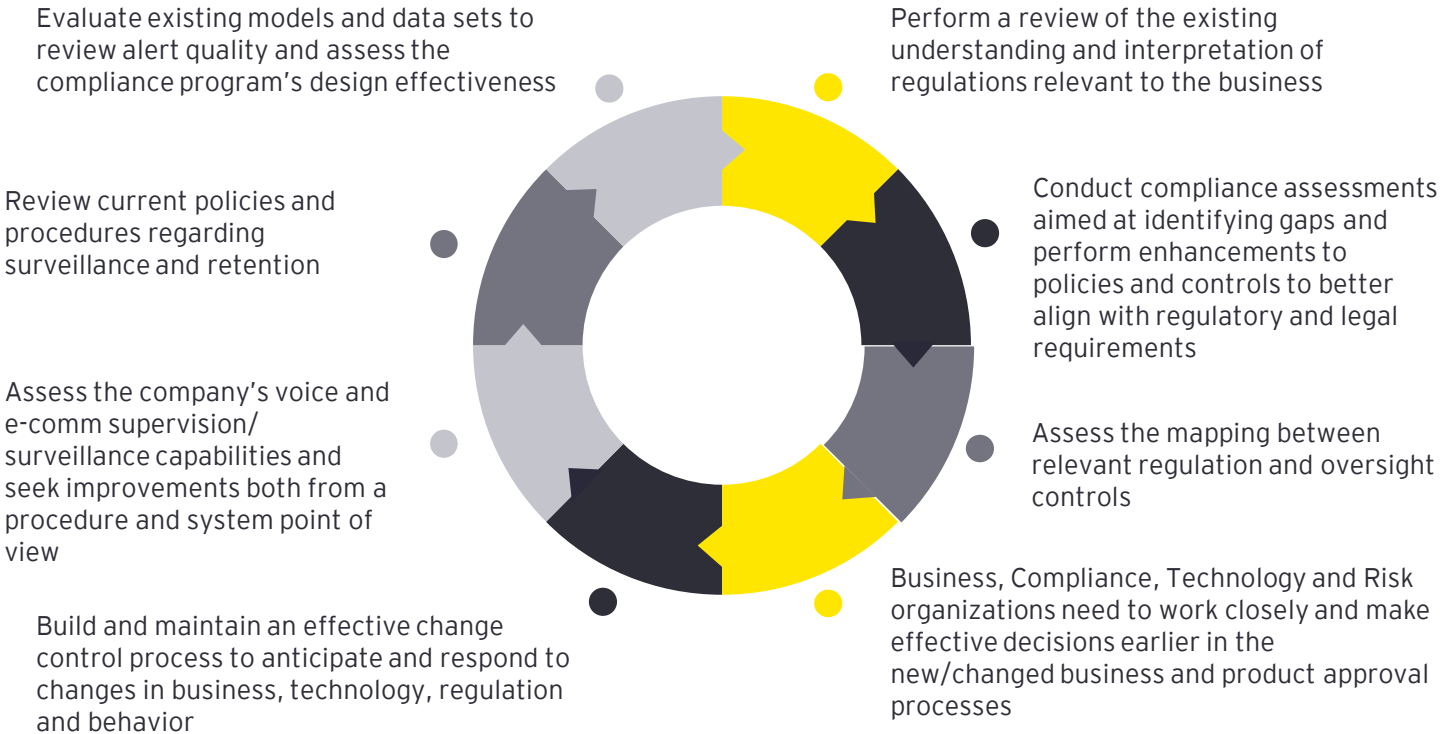 Evaluate existing models and data sets to
review alert quality and assess the
compliance program's design effectiveness
Perform a review of the existing
understanding and interpretation of
regulations relevant to the business
Review current policies and
procedures regarding
surveillance and retention
Conduct compliance assessments
aimed at identifying gaps and
perform enhancements to
policies and controls to better
align with regulatory and legal
requirements
Assess the company's voice and
e-comm supervision/
surveillance capabilities and
seek improvements both from a
procedure and system point of
view
Assess the mapping between
relevant regulation and oversight
controls
Build and maintain an effective change
control process to anticipate and respond to
changes in business, technology, regulation
and behavior
Business, Compliance, Technology and Risk
organizations need to work closely and make
effective decisions earlier in the
new/changed business and product approval
processes